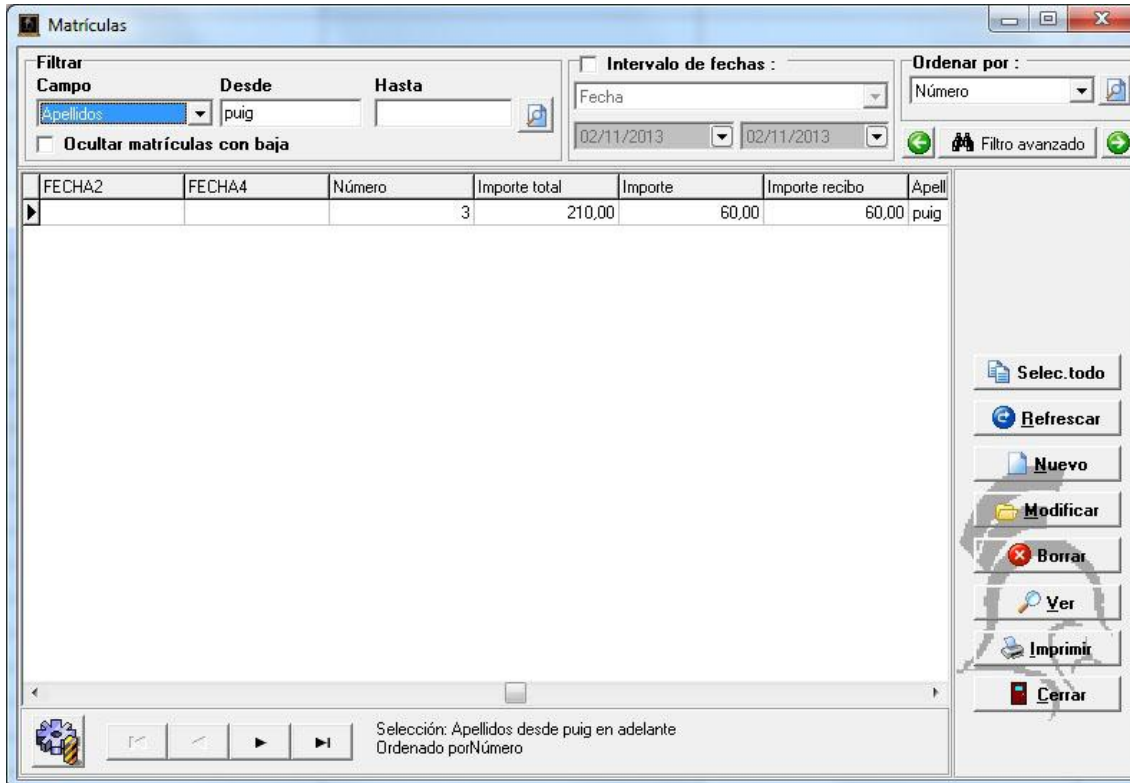 Matrículas
Filtrar
Campo Desde Hasta
Apellidos puig
Ocultar matrículas con baja
Intervalo de fechas :
Fecha
02/11/2013 02/11/2013
Ordenar por :
Número
Filtro avanzado
FECHA2 FECHA4 Número Importe total Importe Importe recibo Apell
3 210,00 60,00 60,00 puig
Selec.todo
Refrescar
Nuevo
Modificar
Borrar
Ver
Imprimir
Cerrar
Selección: Apellidos desde puig en adelante
Ordenado porNúmero